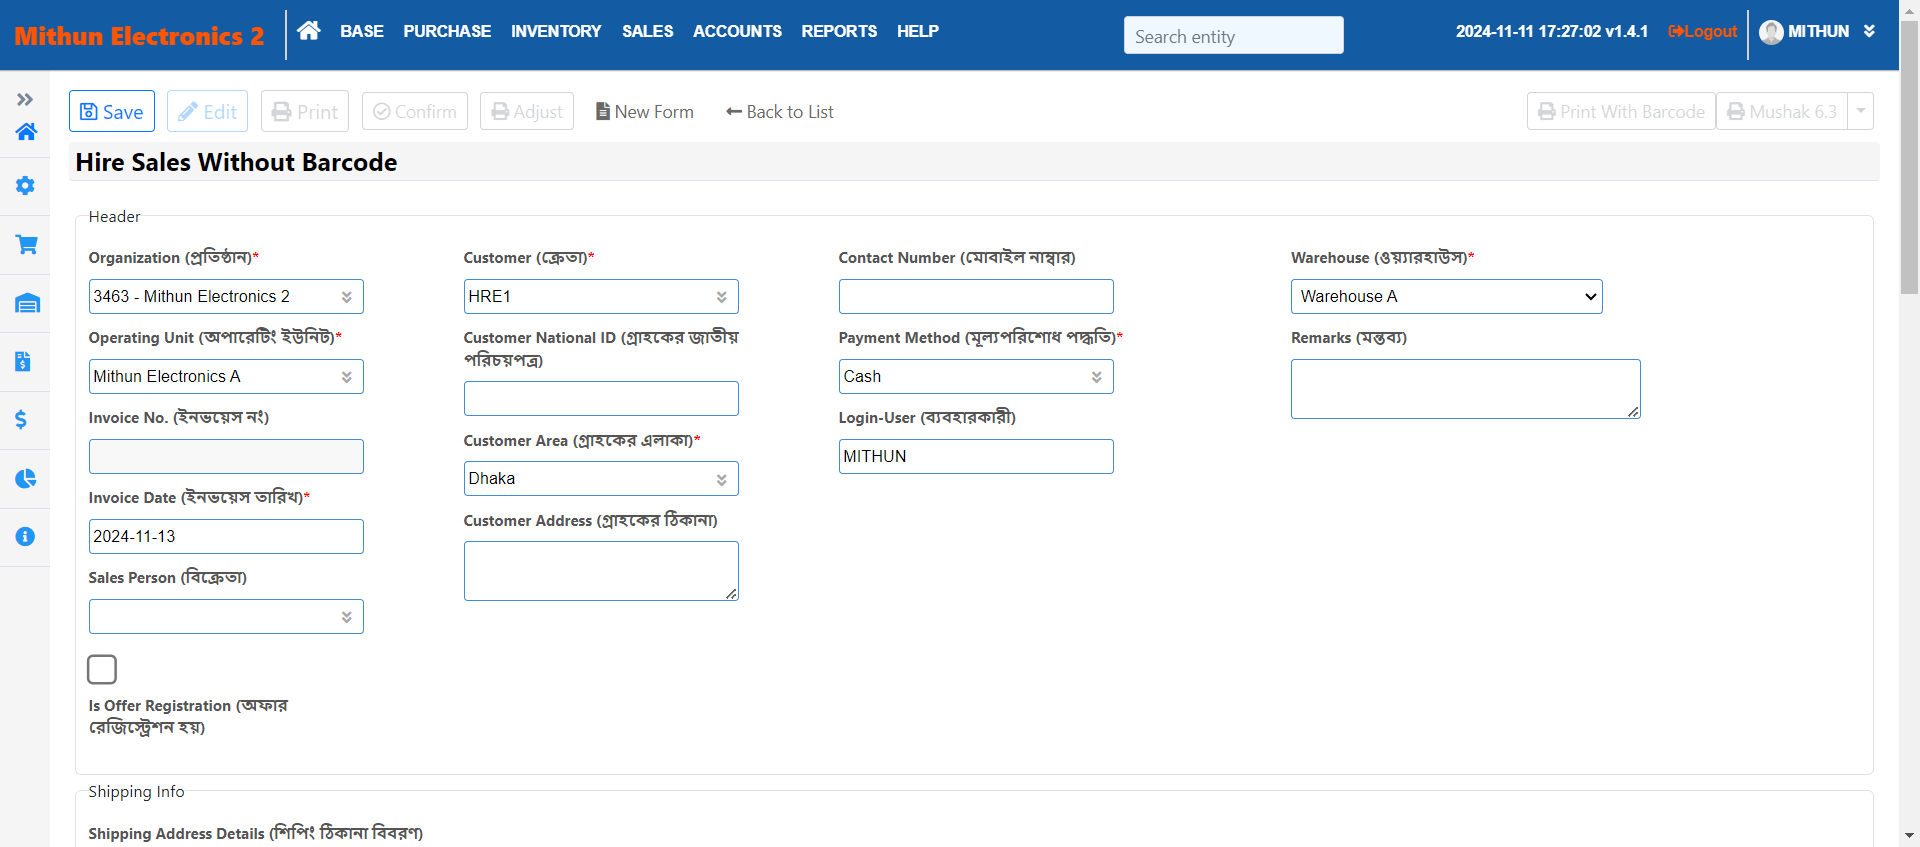 Mithun Electronics 2
BASE PURCHASE INVENTORY SALES ACCOUNTS REPORTS HELP
Search entity
2024-11-11 17:27:02 v1.4.1
Logout
MITHUN
Save Edit Print Confirm Adjust New Form Back to List
Print With Barcode Mushak 6.3
Hire Sales Without Barcode
Header
Organization (প্রতিষ্ঠান)*
3463 - Mithun Electronics 2
Operating Unit (অপারেটিং ইউনিট)*
Mithun Electronics A
Invoice No. (ইনভয়েস নং)
Invoice Date (ইনভয়েস তারিখ)*
2024-11-13
Sales Person (বিক্রেতা)
Is Offer Registration (অফার
রেজিস্ট্রেশন হয়)
Customer (ক্রেতা)*
HRE1
Customer National ID (গ্রাহকের জাতীয়
পরিচয়পত্র)
Customer Area (গ্রাহকের এলাকা)*
Dhaka
Customer Address (গ্রাহকের ঠিকানা)
Contact Number (মোবাইল নাম্বার)
Payment Method (মূল্যপরিশোধ পদ্ধতি)*
Cash
Login-User (ব্যবহারকারী)
MITHUN
Warehouse (ওয়্যারহাউস)*
Warehouse A
Remarks (মন্তব্য)
Shipping Info
Shipping Address Details (শিপিং ঠিকানা বিবরণ)